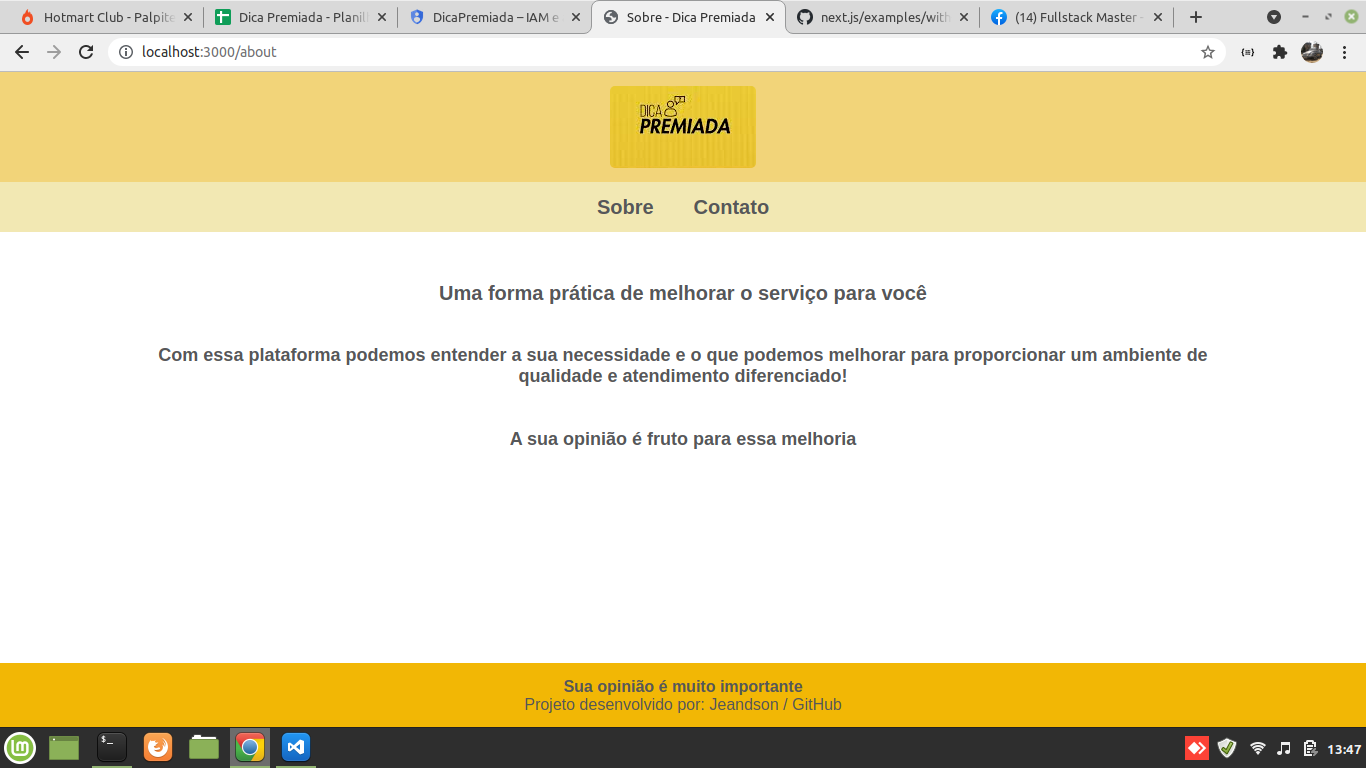 Hotmart Club - Palpite
Dica Premiada - Planil
DicaPremiada – IAM e
Sobre - Dica Premiada
next.js/examples/with
(14) Fullstack Master -
localhost:3000/about
DICA
PREMIADA
Sobre Contato
Uma forma prática de melhorar o serviço para você
Com essa plataforma podemos entender a sua necessidade e o que podemos melhorar para proporcionar um ambiente de
qualidade e atendimento diferenciado!
A sua opinião é fruto para essa melhoria
Sua opinião é muito importante
Projeto desenvolvido por: Jeandson / GitHub
13:47